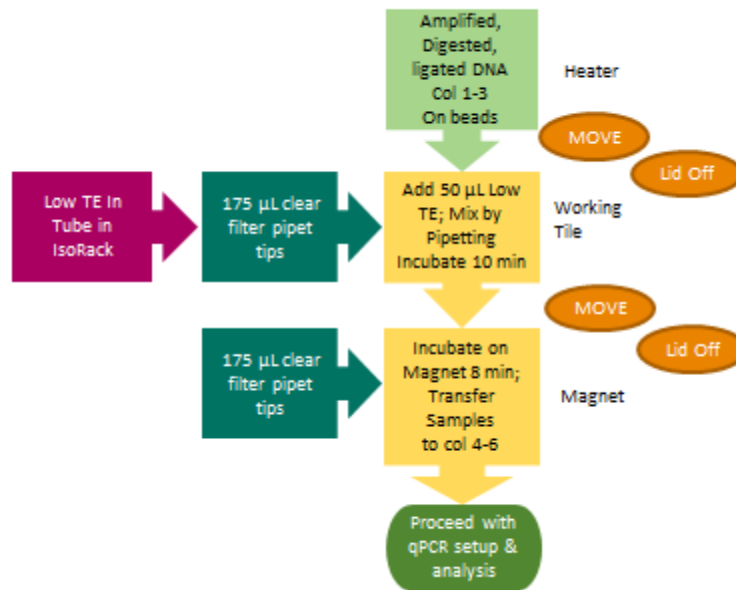 Amplified,
Digested,
ligated DNA
Col 1-3
On beads
Heater
MOVE
Lid Off
Low TE In
Tube in
IsoRack
175 µL clear
filter pipet
tips
Add 50 µL Low
TE; Mix by
Pipetting
Incubate 10 min
Working
Tile
MOVE
Lid Off
175 µL clear
filter pipet
tips
Incubate on
Magnet 8 min;
Transfer
Samples
to col 4-6
Magnet
Proceed with
qPCR setup &
analysis